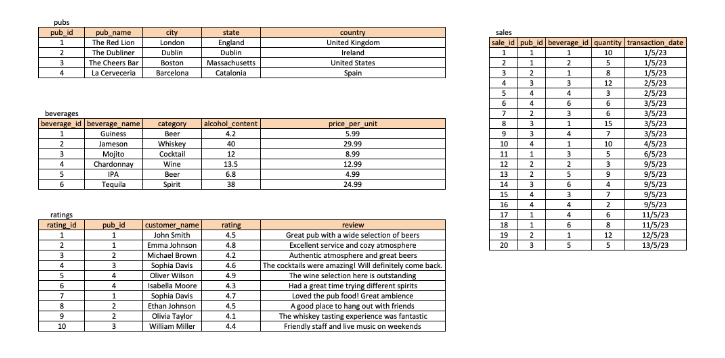 pubs
pub_id pub_name city state country
1 The Red Lion London England United Kingdom
2 The Dubliner Dublin Dublin Ireland
3 The Cheers Bar Boston Massachusetts United States
4 La Cerveceria Barcelona Catalonia Spain
beverages
beverage_id beverage_name category alcohol_content price_per_unit
1 Guiness Beer 4.2 5.99
2 Jameson Whiskey 40 29.99
3 Mojito Cocktail 12 8.99
4 Chardonnay Wine 13.5 12.99
5 IPA Beer 6.8 4.99
6 Tequila Spirit 38 24.99
ratings
rating_id pub_id customer_name rating review
1 1 John Smith 4.5 Great pub with a wide selection of beers
2 1 Emma Johnson 4.8 Excellent service and cozy atmosphere
3 2 Michael Brown 4.2 Authentic atmosphere and great beers
4 3 Sophia Davis 4.6 The cocktails were amazing! Will definitely come back.
5 4 Oliver Wilson 4.9 The wine selection here is outstanding
6 4 Isabella Moore 4.3 Had a great time trying different spirits
7 1 Sophia Davis 4.7 Loved the pub food! Great ambience
8 2 Ethan Johnson 4.5 A good place to hang out with friends
9 2 Olivia Taylor 4.1 The whiskey tasting experience was fantastic
10 3 William Miller 4.4 Friendly staff and live music on weekends
sales
sale_id pub_id beverage_id quantity transaction_date
1 1 1 10 1/5/23
2 1 2 5 1/5/23
3 2 1 8 1/5/23
4 3 3 12 2/5/23
5 4 4 3 2/5/23
6 4 6 6 3/5/23
7 2 3 6 3/5/23
8 3 1 15 3/5/23
9 3 4 7 3/5/23
10 4 1 10 4/5/23
11 1 3 5 6/5/23
12 2 2 3 9/5/23
13 2 5 9 9/5/23
14 3 6 4 9/5/23
15 4 3 7 9/5/23
16 4 4 2 9/5/23
17 1 4 6 11/5/23
18 1 6 8 11/5/23
19 2 1 12 12/5/23
20 3 5 5 13/5/23